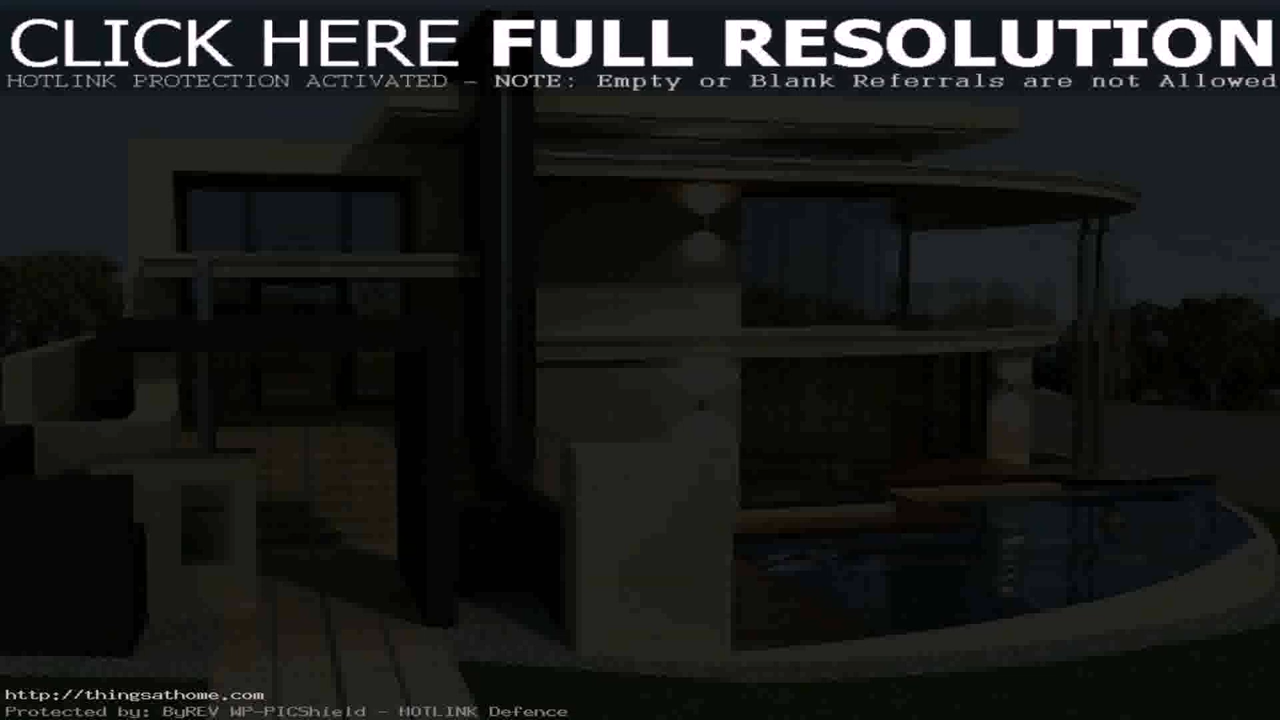 CLICK HERE FULL RESOLUTION
HOTLINK PROTECTION ACTIVATED - NOTE: Empty or Blank Referrals are not Allowed
http://thingsathome.com
Protected by: ByREV WP-PICShield - HOTLINK Defence